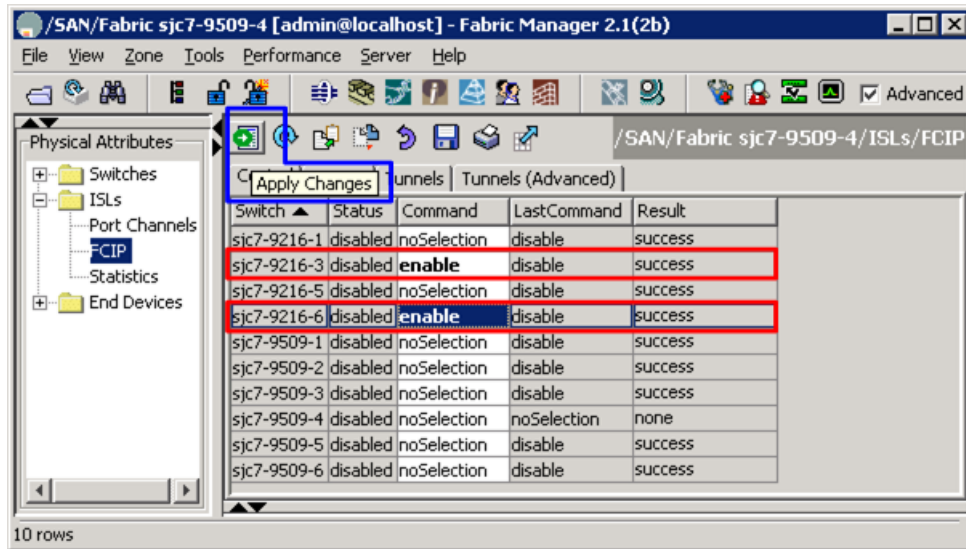 /SAN/Fabric sjc7-9509-4 [admin@localhost] - Fabric Manager 2.1(2b)
File View Zone Tools Performance Server Help
Advanced
Physical Attributes
Switches
ISLs
Port Channels
FCIP
Statistics
End Devices
/SAN/Fabric sjc7-9509-4/ISLs/FCIP
Apply Changes
Tunnels (Advanced)
Switch Status Command LastCommand Result
sjc7-9216-1 disabled noSelection disable success
sjc7-9216-3 disabled enable disable success
sjc7-9216-5 disabled noSelection disable success
sjc7-9216-6 disabled enable disable success
sjc7-9509-1 disabled noSelection disable success
sjc7-9509-2 disabled noSelection disable success
sjc7-9509-3 disabled noSelection disable success
sjc7-9509-4 disabled noSelection noSelection none
sjc7-9509-5 disabled noSelection disable success
sjc7-9509-6 disabled noSelection disable success
10 rows